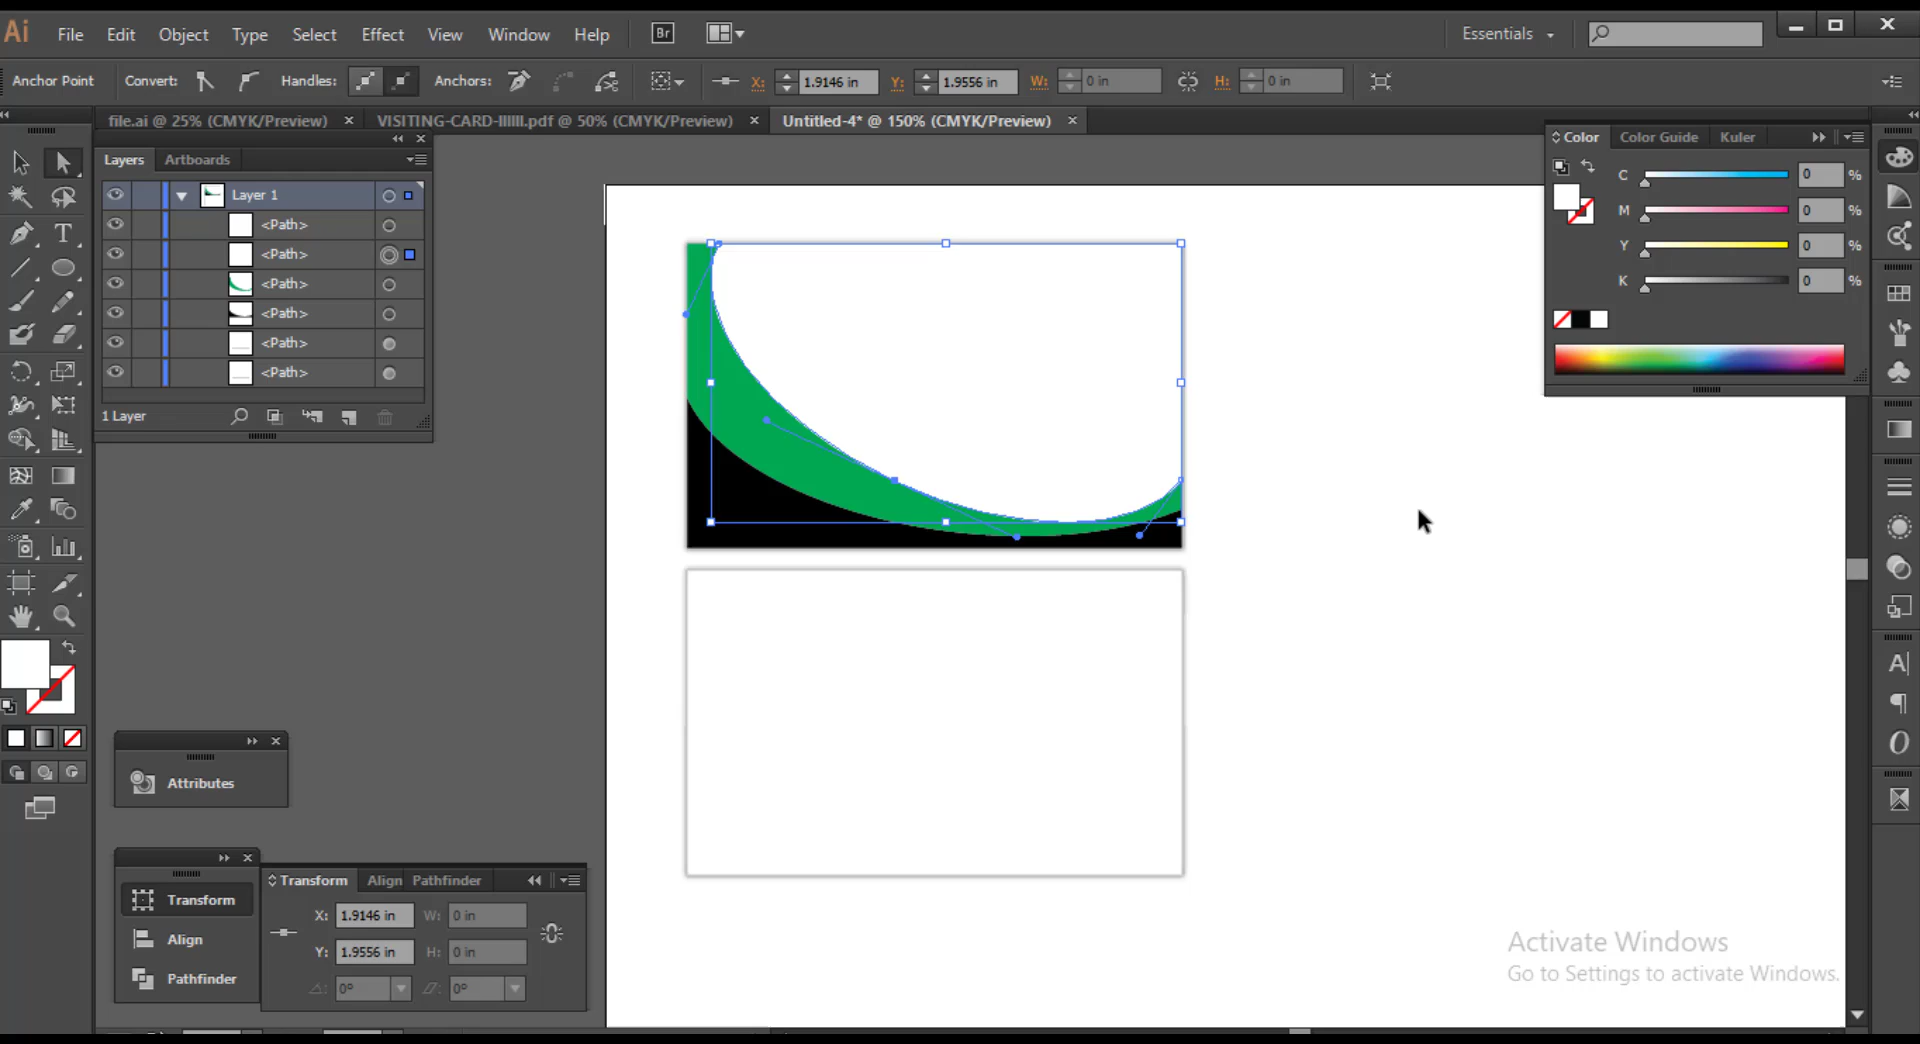 Ai File Edit Object Type Select Effect View Window Help Br Essentials
Anchor Point Convert: Handles: Anchors: X: 1.9146 in Y: 1.9556 in W: 0 in H: 0 in
file.ai @ 25% (CMYK/Preview) × VISITING-CARD-IIIIII.pdf @ 50% (CMYK/Preview) × Untitled-4* @ 150% (CMYK/Preview) ×
Layers Artboards
Layer 1
<Path>
<Path>
<Path>
<Path>
<Path>
<Path>
1 Layer
Color Color Guide Kuler
C 0 %
M 0 %
Y 0 %
K 0 %
Attributes
Transform
Align
Pathfinder
Transform Align Pathfinder
X: 1.9146 in W: 0 in
Y: 1.9556 in H: 0 in
0° 0°
Activate Windows
Go to Settings to activate Windows.